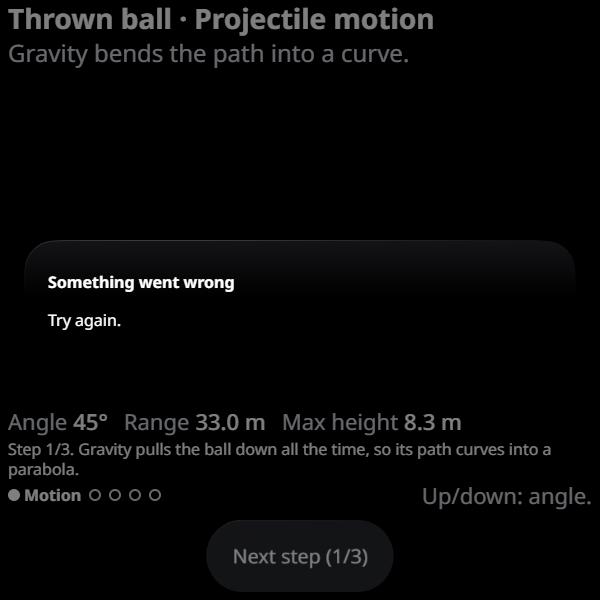 Thrown ball · Projectile motion
Gravity bends the path into a curve.
Something went wrong
Try again.
Angle 45° Range 33.0 m Max height 8.3 m
Step 1/3. Gravity pulls the ball down all the time, so its path curves into a
parabola.
Motion
Up/down: angle.
Next step (1/3)